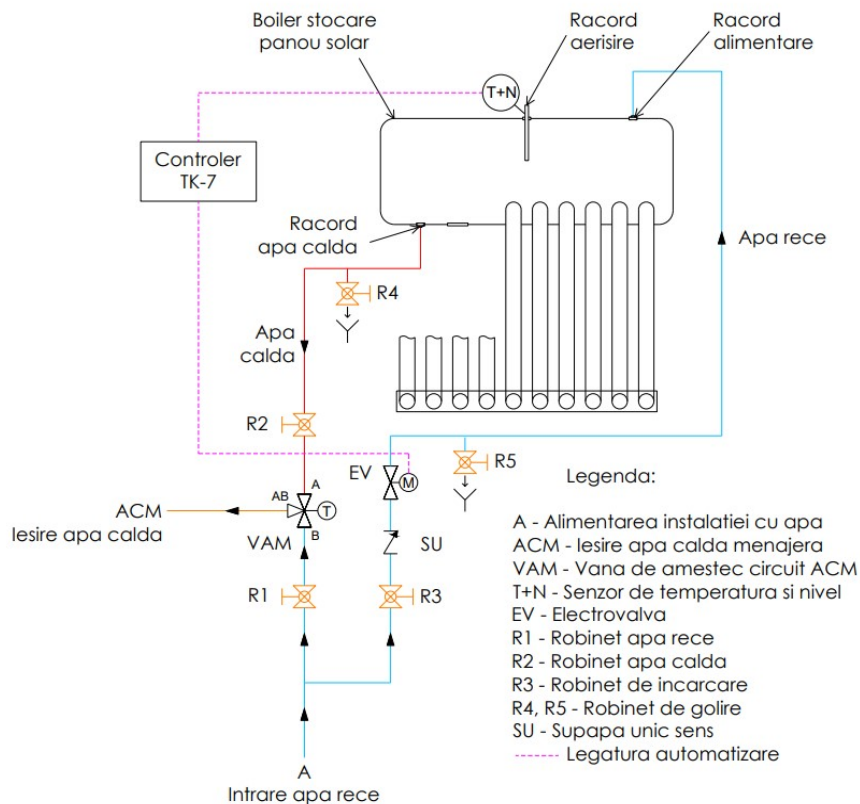 Boiler stocare
panou solar
Racord
aerisire
Racord
alimentare
T+N
Controler
TK-7
Racord
apa calda
Apa rece
R4
Apa
calda
R2
R5
EV
M
A
AB
T
B
ACM
Iesire apa calda
VAM
SU
R1
R3
A
Intrare apa rece
Legenda:
A - Alimentarea instalatiei cu apa
ACM - Iesire apa calda menajera
VAM - Vana de amestec circuit ACM
T+N - Senzor de temperatura si nivel
EV - Electrovalva
R1 - Robinet apa rece
R2 - Robinet apa calda
R3 - Robinet de incarcare
R4, R5 - Robinet de golire
SU - Supapa unic sens
Legatura automatizare